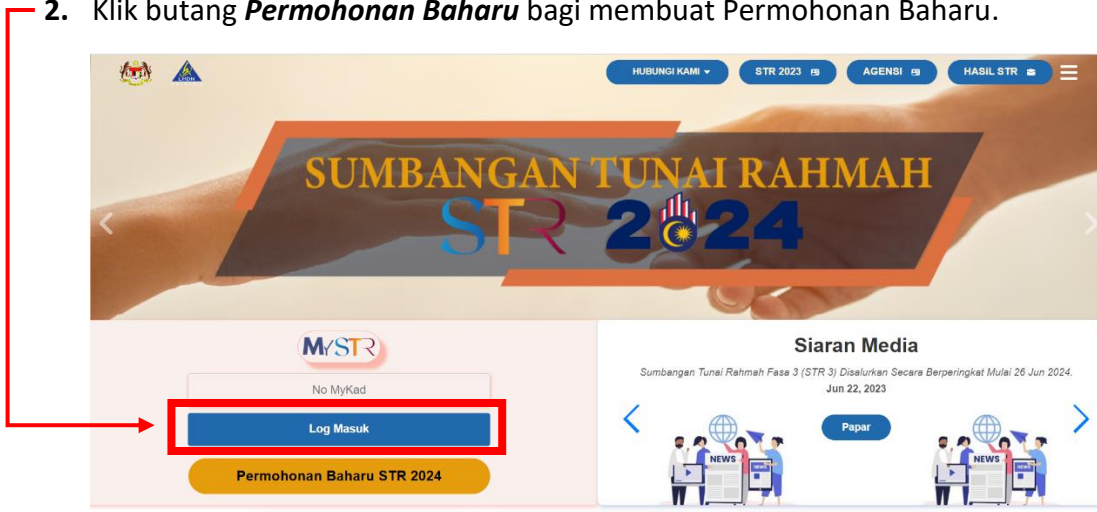 2. Klik butang Permohonan Baharu bagi membuat Permohonan Baharu.
LHDN
HUBUNGI KAMI
STR 2023
AGENSI
HASIL STR
SUMBANGAN TUNAI RAHMAH
STR 2024
MYSTR
No MyKad
Log Masuk
Permohonan Baharu STR 2024
Siaran Media
Sumbangan Tunai Rahmah Fasa 3 (STR 3) Disalurkan Secara Berperingkat Mulai 26 Jun 2024.
Jun 22, 2023
Papar
NEWS
NEWS